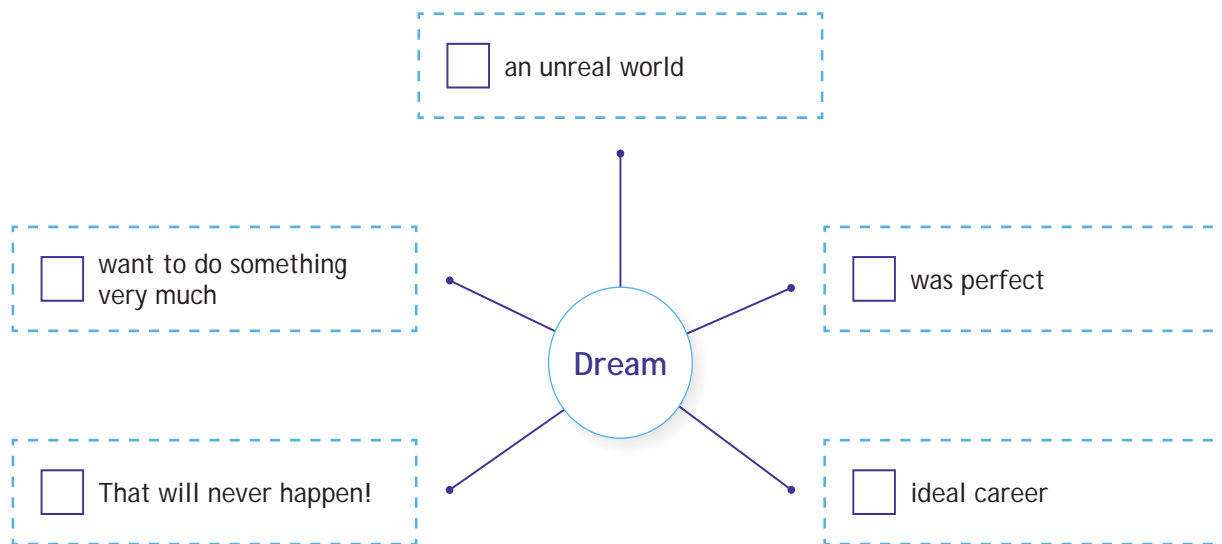 an unreal world
want to do something
very much
was perfect
Dream
That will never happen!
ideal career